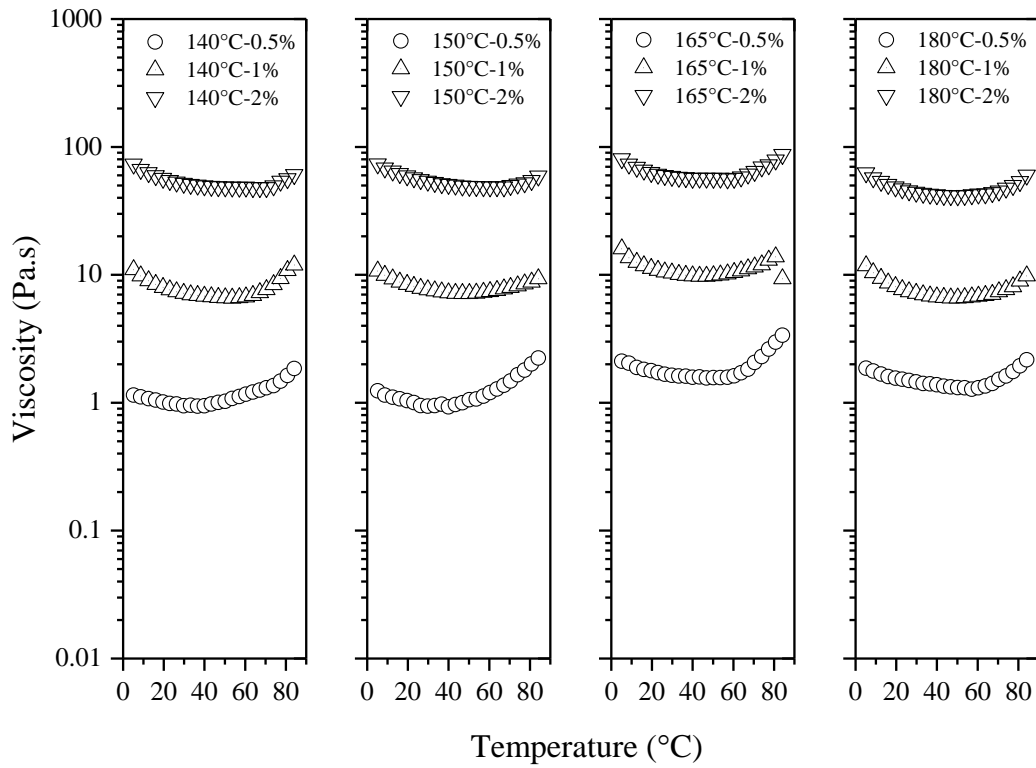 1000
100
10
1
0.1
0.01
Viscosity (Pa.s)
140°C-0.5%
140°C-1%
140°C-2%
150°C-0.5%
150°C-1%
150°C-2%
165°C-0.5%
165°C-1%
165°C-2%
180°C-0.5%
180°C-1%
180°C-2%
0 20 40 60 80
0 20 40 60 80
0 20 40 60 80
0 20 40 60 80
Temperature (°C)